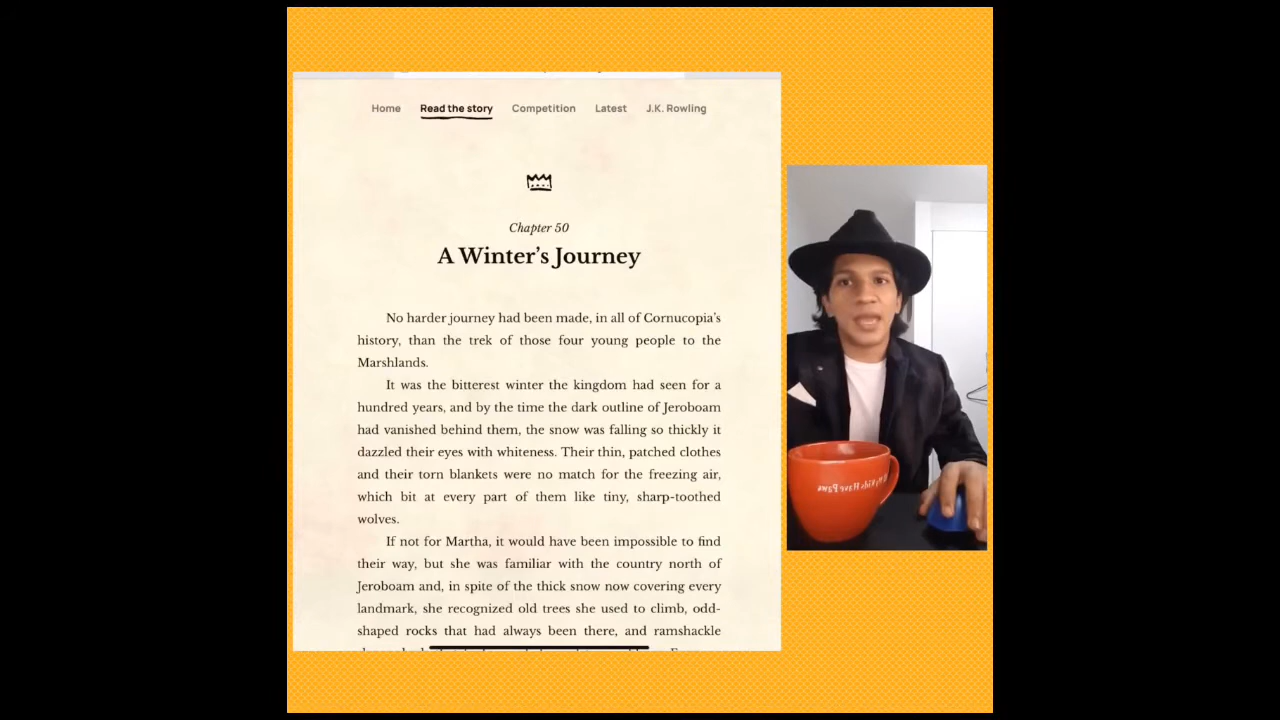 Home Read the story Competition Latest J.K. Rowling
Chapter 50
A Winter's Journey
No harder journey had been made, in all of Cornucopia's
history, than the trek of those four young people to the
Marshlands.
It was the bitterest winter the kingdom had seen for a
hundred years, and by the time the dark outline of Jeroboam
had vanished behind them, the snow was falling so thickly it
dazzled their eyes with whiteness. Their thin, patched clothes
and their torn blankets were no match for the freezing air,
which bit at every part of them like tiny, sharp-toothed
wolves.
If not for Martha, it would have been impossible to find
their way, but she was familiar with the country north of
Jeroboam and, in spite of the thick snow now covering every
landmark, she recognized old trees she used to climb, odd-
shaped rocks that had always been there, and ramshackle
Kids Have Paws